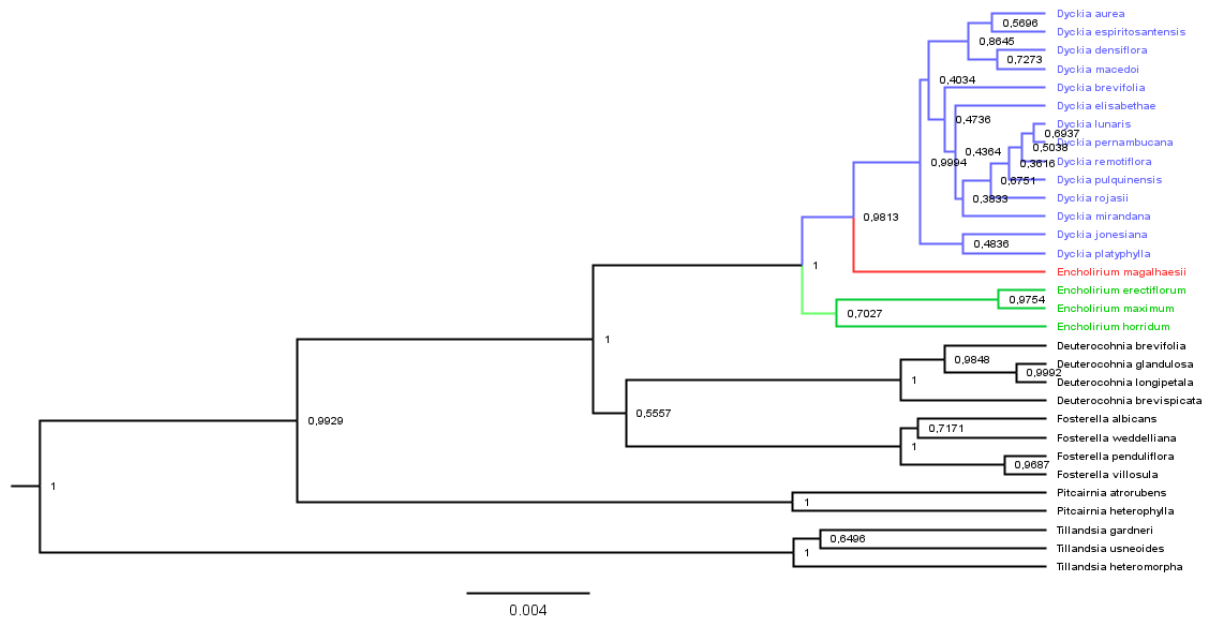 Dyckia aurea
0,5696
Dyckia espiritosantensis
0,8645
Dyckia densiflora
0,7273
Dyckia macedoi
0,4034
Dyckia brevifolia
Dyckia elisabethae
0,4736
Dyckia lunaris
0,6937
Dyckia pernambucana
0,5038
0,4364
Dyckia remotiflora
0,9994
0,3616
Dyckia pulquinensis
0,6751
Dyckia rojasii
0,3833
Dyckia mirandana
0,9813
Dyckia jonesiana
0,4836
Dyckia platyphylla
1
Encholirium magalhaesii
Encholirium erectiflorum
0,9754
Encholirium maximum
0,7027
Encholirium horridum
1
Deuterocohnia brevifolia
0,9848
Deuterocohnia glandulosa
0,9992
Deuterocohnia longipetala
1
Deuterocohnia brevispicata
0,5557
Fosterella albicans
0,9929
0,7171
Fosterella weddelliana
1
Fosterella penduliflora
0,9687
Fosterella villosula
1
Pitcairnia atrorubens
1
Pitcairnia heterophylla
Tillandsia gardneri
0,6496
Tillandsia usneoides
1
Tillandsia heteromorpha
0.004